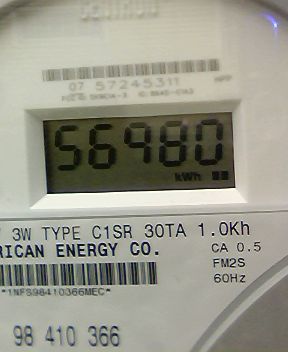 07 57245311
56980
kWh
3W TYPE C1SR 30TA 1.0Kh
RICAN ENERGY CO.
CA 0.5
FM2S
60Hz
*1NFS98410366MEC*
98 410 366